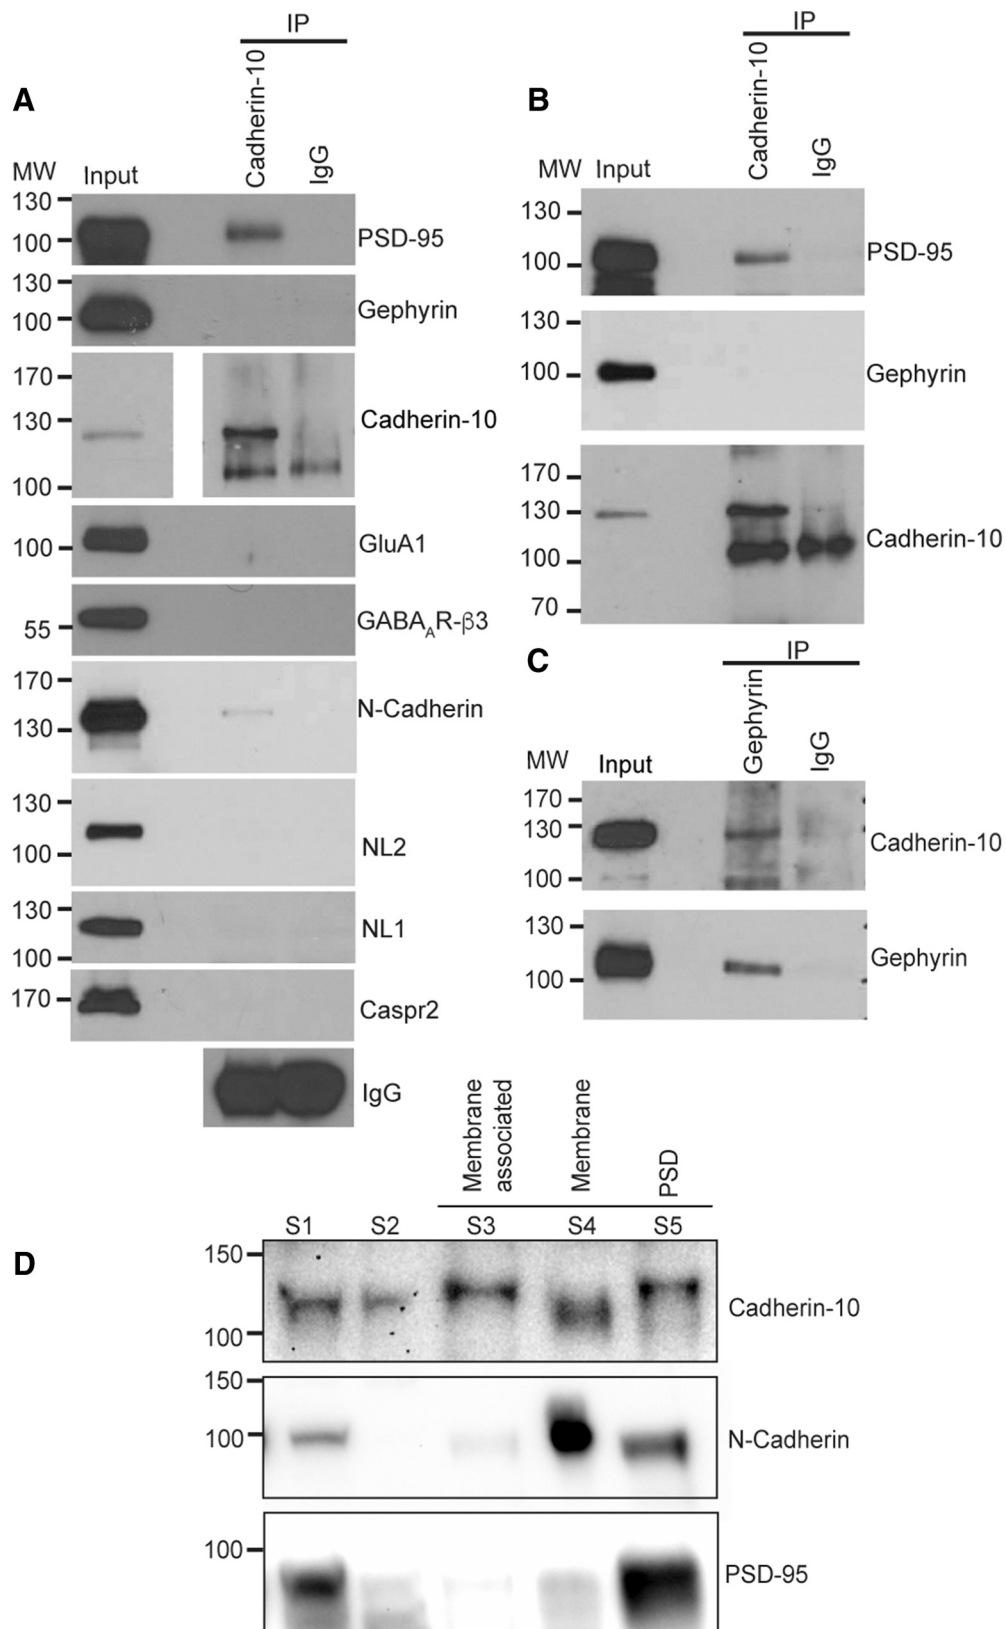 A
IP
Cadherin-10
IgG
MW
Input
130
100
PSD-95
130
100
Gephyrin
170
130
100
Cadherin-10
100
GluA1
55
GABAAR-β3
170
130
N-Cadherin
130
100
NL2
130
100
NL1
170
Caspr2
IgG
B
IP
Cadherin-10
IgG
MW
Input
130
100
PSD-95
130
100
Gephyrin
170
130
100
70
Cadherin-10
C
IP
Gephyrin
IgG
MW
Input
170
130
100
Cadherin-10
130
100
Gephyrin
D
Membrane
associated
Membrane
PSD
S1 S2 S3 S4 S5
150
100
Cadherin-10
150
100
N-Cadherin
100
PSD-95